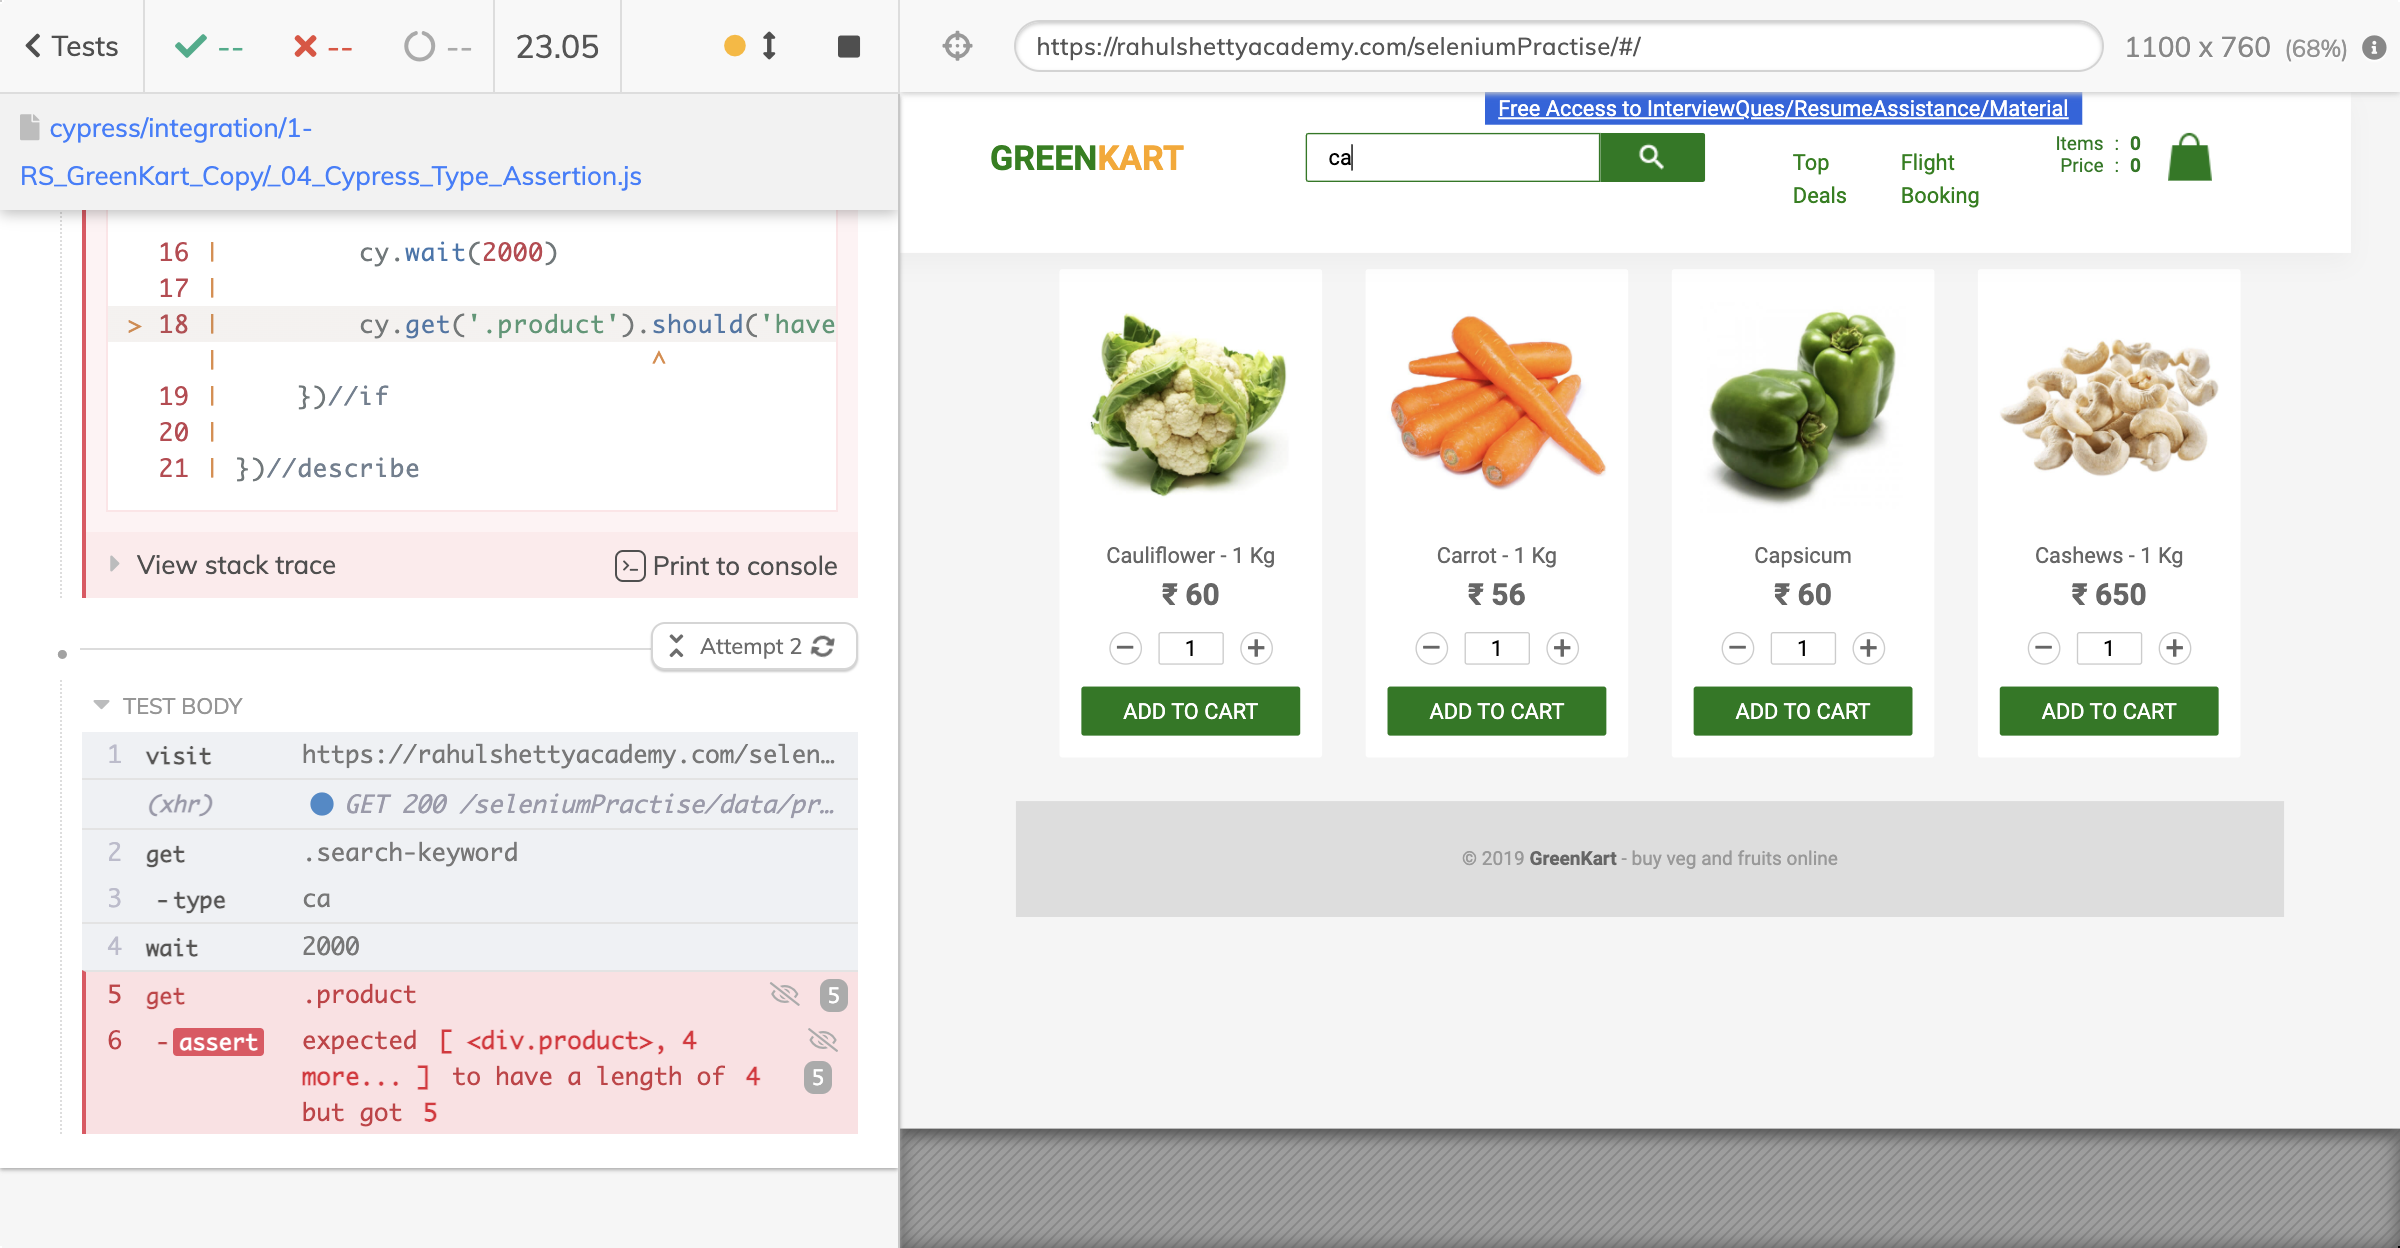 Tests
--
--
--
23.05
https://rahulshettyacademy.com/seleniumPractise/#/
1100 x 760 (68%)
cypress/integration/1-
RS_GreenKart_Copy/_04_Cypress_Type_Assertion.js
16 | cy.wait(2000)
17 |
> 18 | cy.get('.product').should('have
| ^
19 | })//if
20 |
21 | })//describe
View stack trace
Print to console
Attempt 2
TEST BODY
1 visit https://rahulshettyacademy.com/selen…
(xhr) GET 200 /seleniumPractise/data/pr…
2 get .search-keyword
3 -type ca
4 wait 2000
5 get .product 5
6 -assert expected [ <div.product>, 4
more... ] to have a length of 4 5
but got 5
Free Access to InterviewQues/ResumeAssistance/Material
GREENKART
ca
Top
Deals
Flight
Booking
Items : 0
Price : 0
Cauliflower - 1 Kg
₹ 60
− 1 +
ADD TO CART
Carrot - 1 Kg
₹ 56
− 1 +
ADD TO CART
Capsicum
₹ 60
− 1 +
ADD TO CART
Cashews - 1 Kg
₹ 650
− 1 +
ADD TO CART
© 2019 GreenKart - buy veg and fruits online